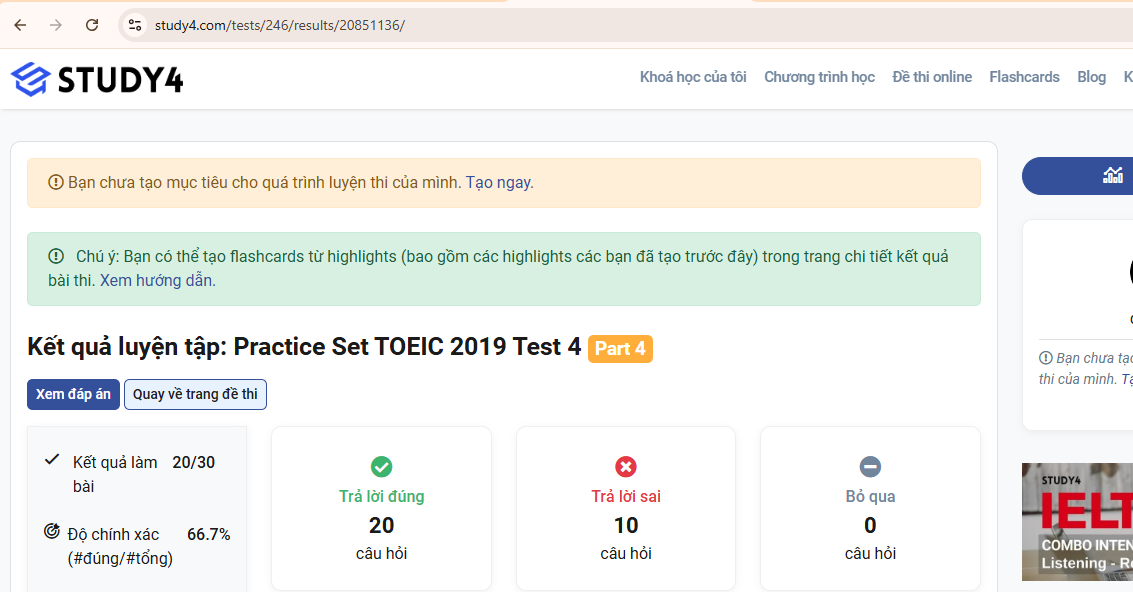 study4.com/tests/246/results/20851136/
STUDY4
Khoá học của tôi Chương trình học Đề thi online Flashcards Blog K
Bạn chưa tạo mục tiêu cho quá trình luyện thi của mình. Tạo ngay.
Chú ý: Bạn có thể tạo flashcards từ highlights (bao gồm các highlights các bạn đã tạo trước đây) trong trang chi tiết kết quả
bài thi. Xem hướng dẫn.
Kết quả luyện tập: Practice Set TOEIC 2019 Test 4 Part 4
Xem đáp án Quay về trang đề thi
Kết quả làm 20/30
bài
Độ chính xác 66.7%
(#đúng/#tổng)
Trả lời đúng
20
câu hỏi
Trả lời sai
10
câu hỏi
Bỏ qua
0
câu hỏi
Bạn chưa tạo
thi của mình.
STUDY4
IELT
COMBO INTEN
Listening - Re